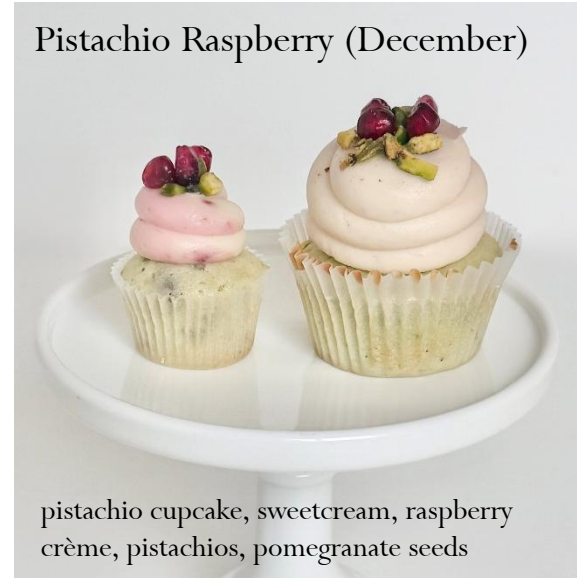 Pistachio Raspberry (December)
pistachio cupcake, sweetcream, raspberry
crème, pistachios, pomegranate seeds